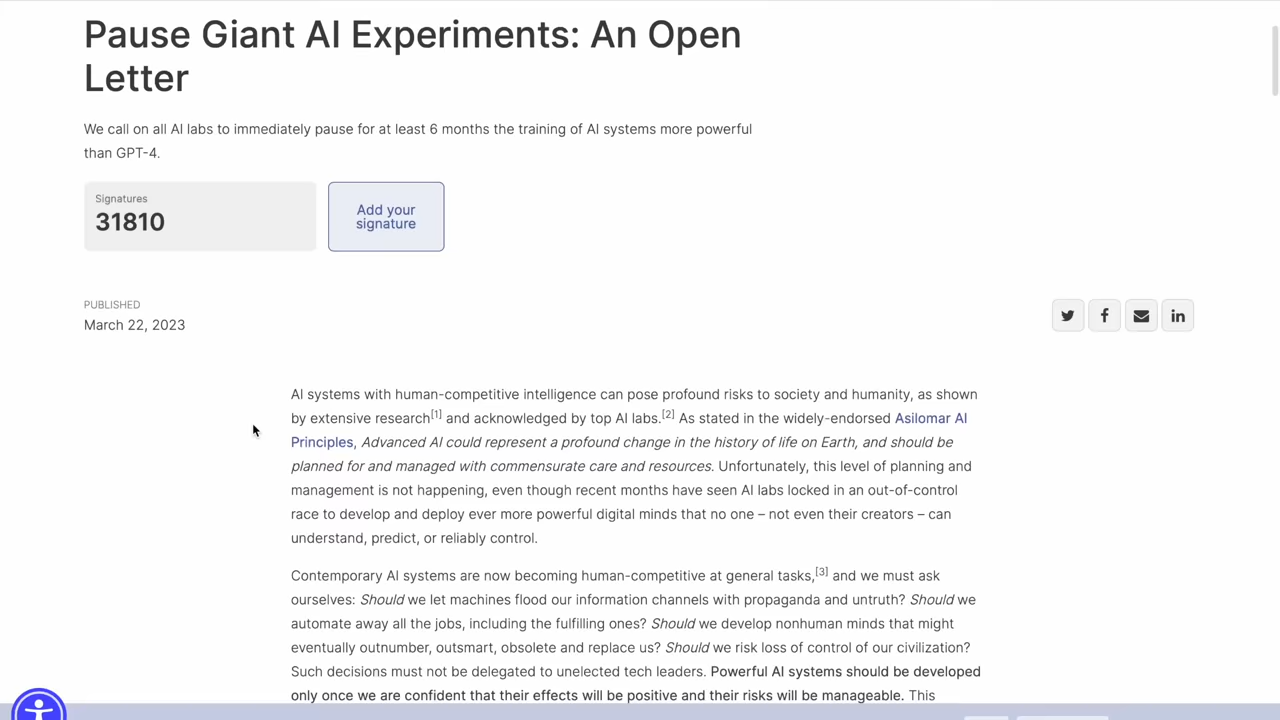 Pause Giant AI Experiments: An Open
Letter
We call on all AI labs to immediately pause for at least 6 months the training of AI systems more powerful
than GPT-4.
Signatures
31810
Add your
signature
PUBLISHED
March 22, 2023
AI systems with human-competitive intelligence can pose profound risks to society and humanity, as shown
by extensive research[1] and acknowledged by top AI labs.[2] As stated in the widely-endorsed Asilomar AI
Principles, Advanced AI could represent a profound change in the history of life on Earth, and should be
planned for and managed with commensurate care and resources. Unfortunately, this level of planning and
management is not happening, even though recent months have seen AI labs locked in an out-of-control
race to develop and deploy ever more powerful digital minds that no one – not even their creators – can
understand, predict, or reliably control.
Contemporary AI systems are now becoming human-competitive at general tasks,[3] and we must ask
ourselves: Should we let machines flood our information channels with propaganda and untruth? Should we
automate away all the jobs, including the fulfilling ones? Should we develop nonhuman minds that might
eventually outnumber, outsmart, obsolete and replace us? Should we risk loss of control of our civilization?
Such decisions must not be delegated to unelected tech leaders. Powerful AI systems should be developed
only once we are confident that their effects will be positive and their risks will be manageable. This